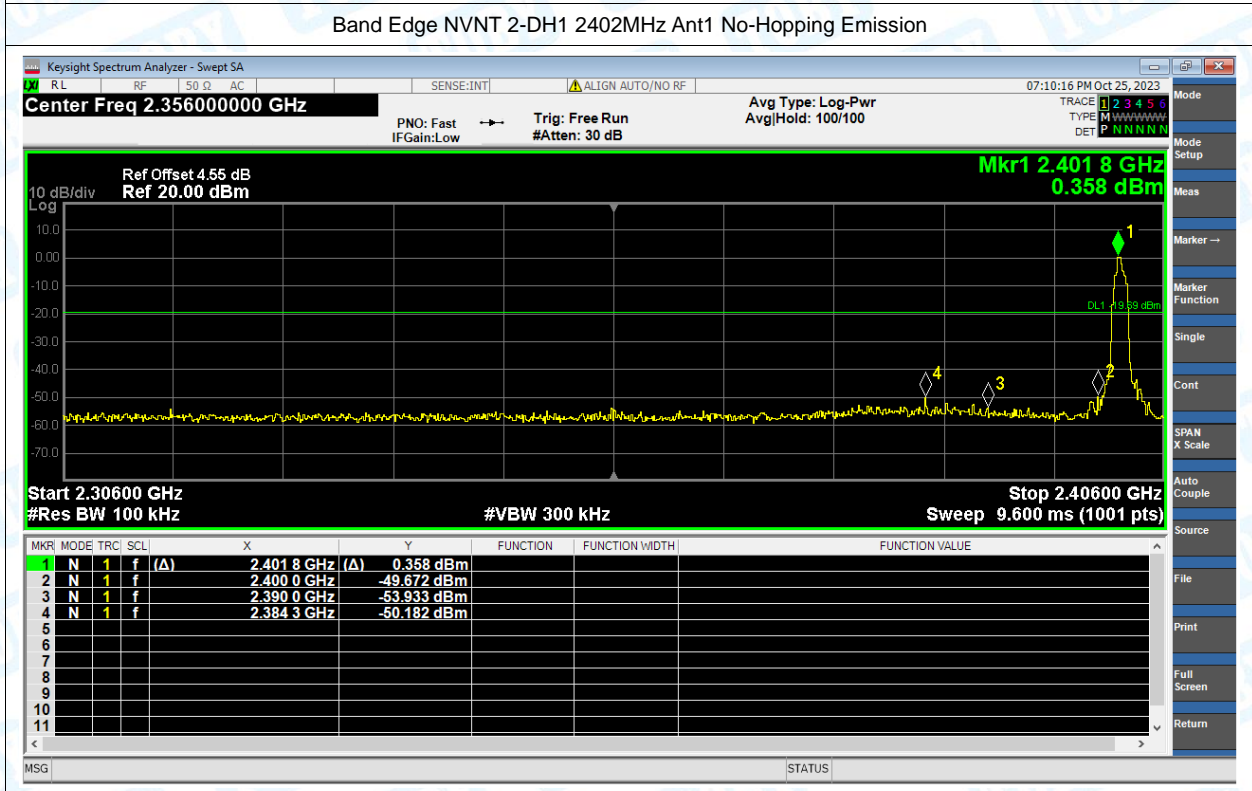 Band Edge NVNT 2-DH1 2402MHz Ant1 No-Hopping Emission
Keysight Spectrum Analyzer - Swept SA
LXI RL RF 50 Ω AC SENSE:INT ALIGN AUTO/NO RF 07:10:16 PM Oct 25, 2023
Center Freq 2.356000000 GHz
PNO: Fast
IFGain:Low
Trig: Free Run
#Atten: 30 dB
Avg Type: Log-Pwr
Avg|Hold: 100/100
TRACE 1 2 3 4 5 6
TYPE M WWWWW
DET P N N N N N
Ref Offset 4.55 dB
10 dB/div Ref 20.00 dBm
Log
Mkr1 2.401 8 GHz
0.358 dBm
10.0
0.00
-10.0
-20.0
-30.0
-40.0
-50.0
-60.0
-70.0
1
DL1 -19.69 dBm
4
3
2
Start 2.30600 GHz Stop 2.40600 GHz
#Res BW 100 kHz #VBW 300 kHz Sweep 9.600 ms (1001 pts)
MKR MODE TRC SCL X Y FUNCTION FUNCTION WIDTH FUNCTION VALUE
1 N 1 f (Δ) 2.401 8 GHz (Δ) 0.358 dBm
2 N 1 f 2.400 0 GHz -49.672 dBm
3 N 1 f 2.390 0 GHz -53.933 dBm
4 N 1 f 2.384 3 GHz -50.182 dBm
5
6
7
8
9
10
11
MSG STATUS
Mode
Mode
Setup
Meas
Marker →
Marker
Function
Single
Cont
SPAN
X Scale
Auto
Couple
Source
File
Print
Full
Screen
Return